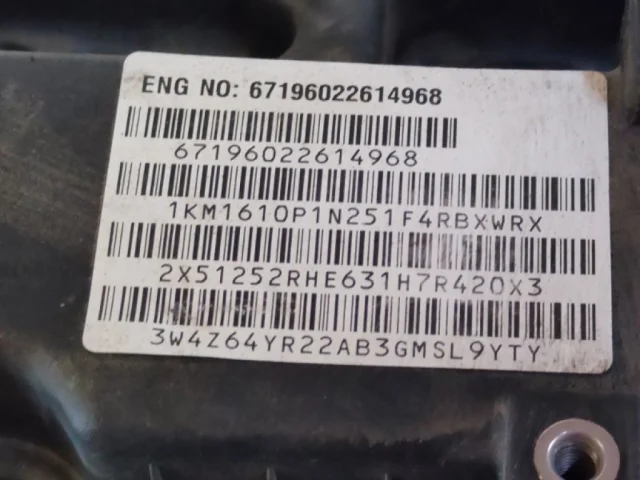 ENG NO: 67196022614968
67196022614968
1KM1610P1N251F4RBXWRX
2X51252RHE631H7R420X3
3W4Z64YR22AB3GMSL9YTY